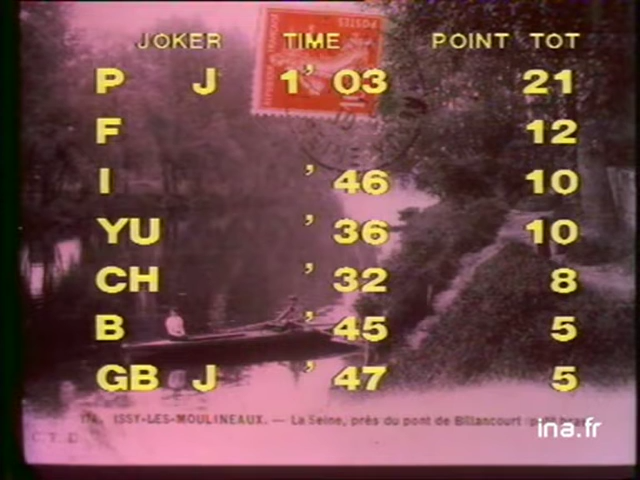 JOKER TIME POINT TOT
P J 1' 03 21
F 12
I ' 46 10
YU ' 36 10
CH ' 32 8
B ' 45 5
GB J ' 47 5
ISSY-LES-MOULINEAUX. — La Seine, près du pont de Billancourt
ina.fr